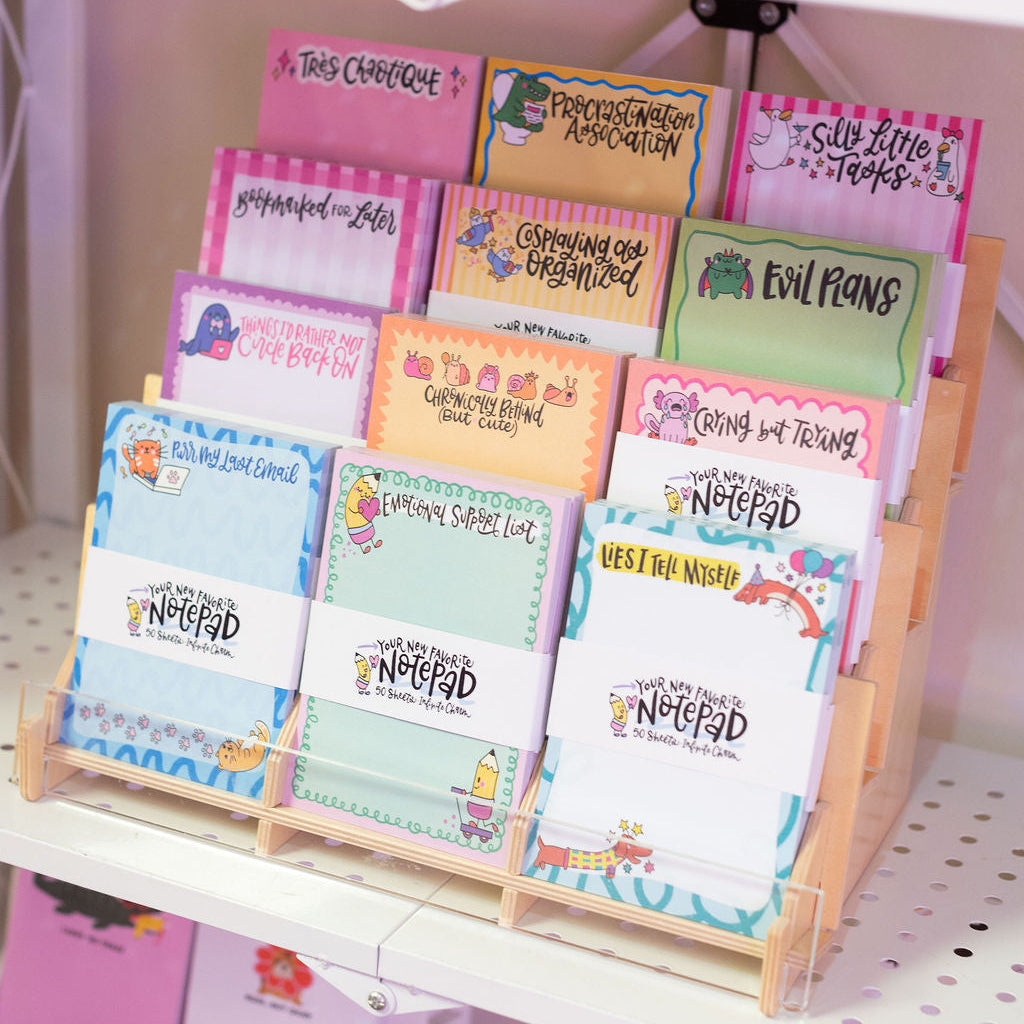 Très Chaotique
Procrastination
Association
Silly Little
Tasks
Bookmarked for Later
Cosplaying as
Organized
Your New Favorite
Evil Plans
Things I'd Rather Not
Circle Back On
Chronically Behind
(But cute)
Crying but Trying
Your New Favorite
Notepad
Purr My Last Email
Your New Favorite
Notepad
50 Sheets Infinite Charm
Emotional Support List
Your New Favorite
Notepad
50 Sheets Infinite Charm
Lies I Tell Myself
Your New Favorite
Notepad
50 Sheets Infinite Charm